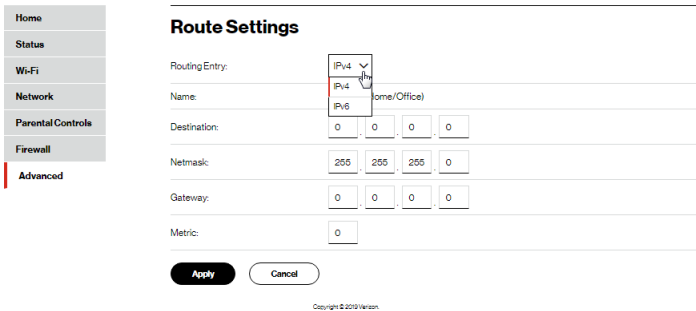 Home
Status
Wi-Fi
Network
Parental Controls
Firewall
Advanced
Route Settings
Routing Entry: IPv4
IPv4
IPv6
Name: ome/Office)
Destination: 0 . 0 . 0 . 0
Netmask: 255 . 255 . 255 . 0
Gateway: 0 . 0 . 0 . 0
Metric: 0
Apply Cancel
Copyright © 2019 Verizon.